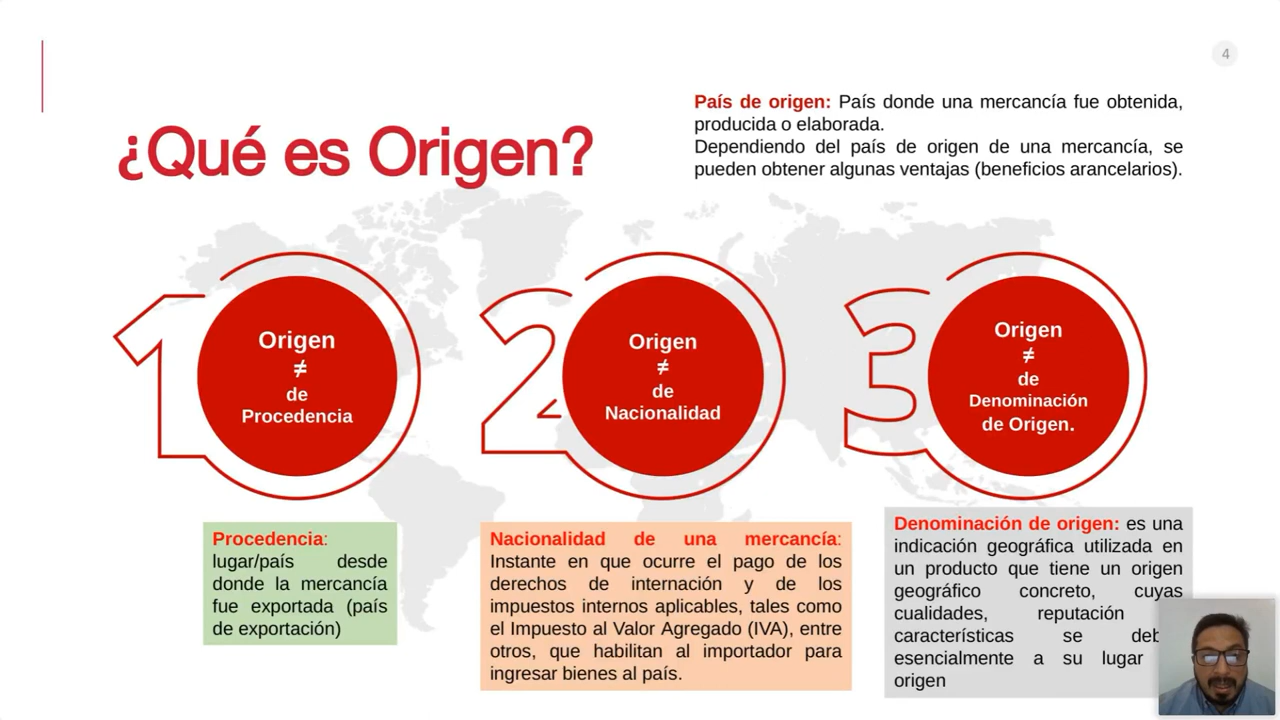 4
¿Qué es Origen?
País de origen: País donde una mercancía fue obtenida,
producida o elaborada.
Dependiendo del país de origen de una mercancía, se
pueden obtener algunas ventajas (beneficios arancelarios).
1
Origen
≠
de
Procedencia
2
Origen
≠
de
Nacionalidad
3
Origen
≠
de
Denominación
de Origen.
Procedencia:
lugar/país desde
donde la mercancía
fue exportada (país
de exportación)
Nacionalidad de una mercancía:
Instante en que ocurre el pago de los
derechos de internación y de los
impuestos internos aplicables, tales como
el Impuesto al Valor Agregado (IVA), entre
otros, que habilitan al importador para
ingresar bienes al país.
Denominación de origen: es una
indicación geográfica utilizada en
un producto que tiene un origen
geográfico concreto, cuyas
cualidades, reputación
características se
esencialmente a su lugar
origen